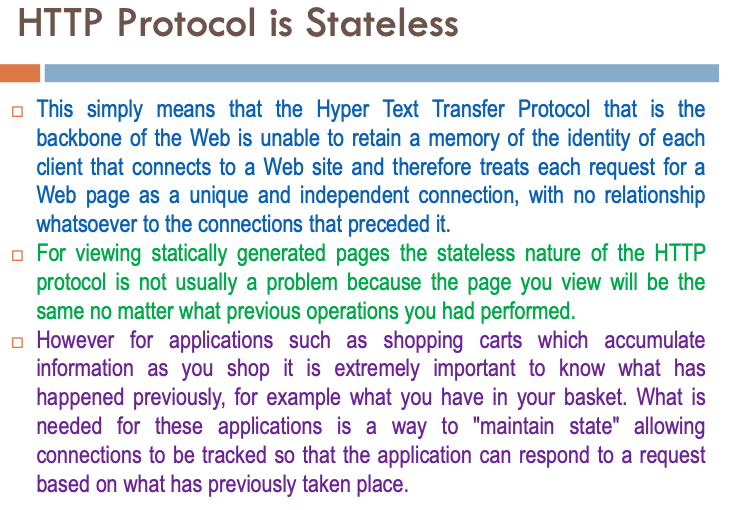 HTTP Protocol is Stateless
This simply means that the Hyper Text Transfer Protocol that is the
backbone of the Web is unable to retain a memory of the identity of each
client that connects to a Web site and therefore treats each request for a
Web page as a unique and independent connection, with no relationship
whatsoever to the connections that preceded it.
For viewing statically generated pages the stateless nature of the HTTP
protocol is not usually a problem because the page you view will be the
same no matter what previous operations you had performed.
However for applications such as shopping carts which accumulate
information as you shop it is extremely important to know what has
happened previously, for example what you have in your basket. What is
needed for these applications is a way to "maintain state" allowing
connections to be tracked so that the application can respond to a request
based on what has previously taken place.